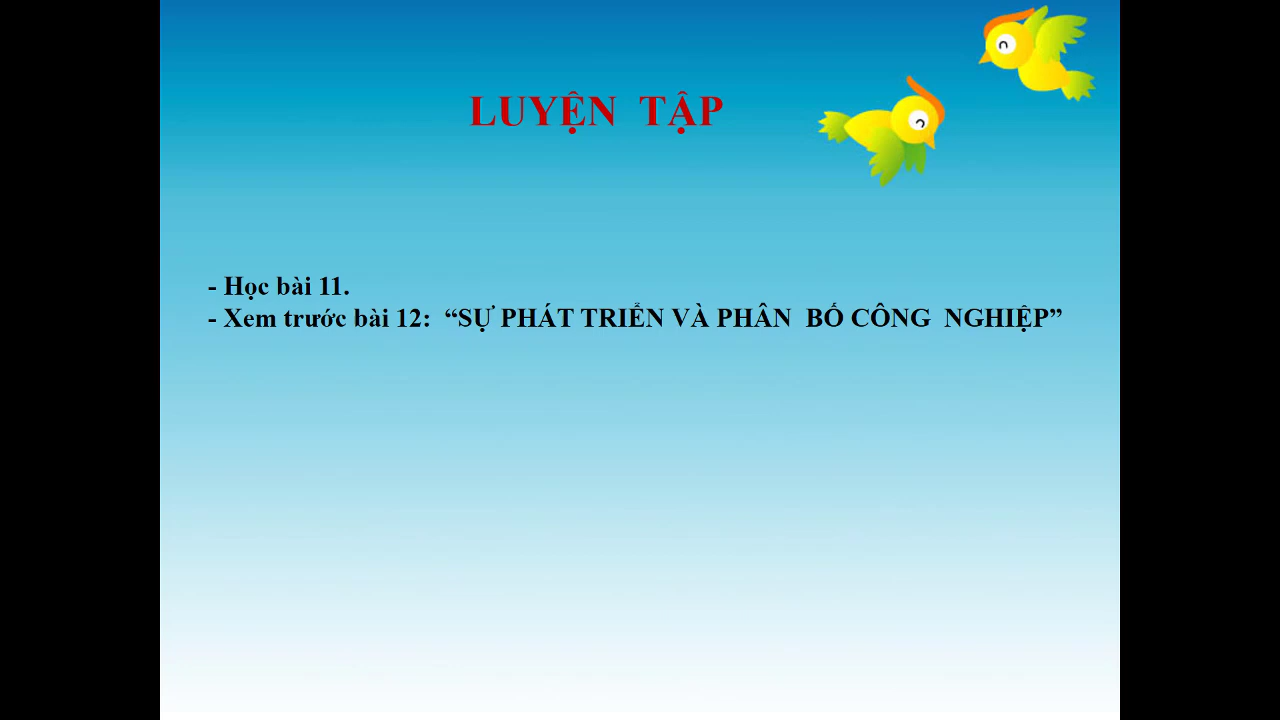 LUYỆN TẬP
- Học bài 11.
- Xem trước bài 12: “SỰ PHÁT TRIỂN VÀ PHÂN BỐ CÔNG NGHIỆP”